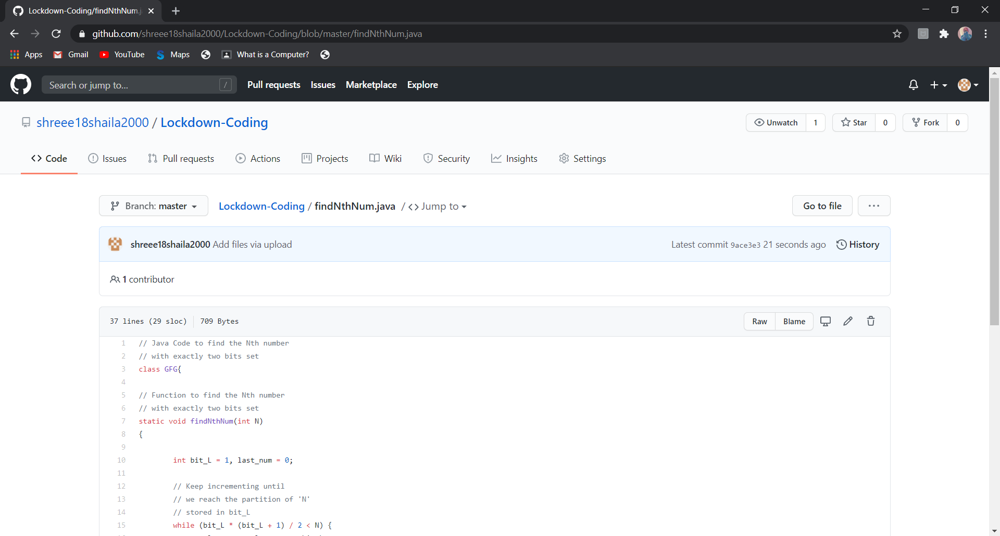 Lockdown-Coding/findNthNum.j
github.com/shreee18shaila2000/Lockdown-Coding/blob/master/findNthNum.java
Apps Gmail YouTube Maps What is a Computer?
Search or jump to... / Pull requests Issues Marketplace Explore
shreee18shaila2000 / Lockdown-Coding Unwatch 1 Star 0 Fork 0
Code Issues Pull requests Actions Projects Wiki Security Insights Settings
Branch: master Lockdown-Coding / findNthNum.java / <> Jump to Go to file ...
shreee18shaila2000 Add files via upload Latest commit 9ace3e3 21 seconds ago History
1 contributor
37 lines (29 sloc) 709 Bytes Raw Blame
1 // Java Code to find the Nth number
2 // with exactly two bits set
3 class GFG{
4
5 // Function to find the Nth number
6 // with exactly two bits set
7 static void findNthNum(int N)
8 {
9
10 int bit_L = 1, last_num = 0;
11
12 // Keep incrementing until
13 // we reach the partition of 'N'
14 // stored in bit_L
15 while (bit_L * (bit_L + 1) / 2 < N) {